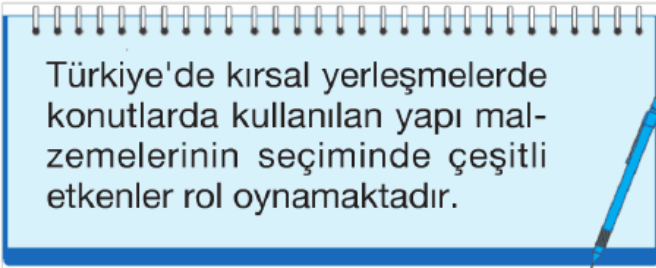 Türkiye'de kırsal yerleşmelerde
konutlarda kullanılan yapı mal-
zemelerinin seçiminde çeşitli
etkenler rol oynamaktadır.